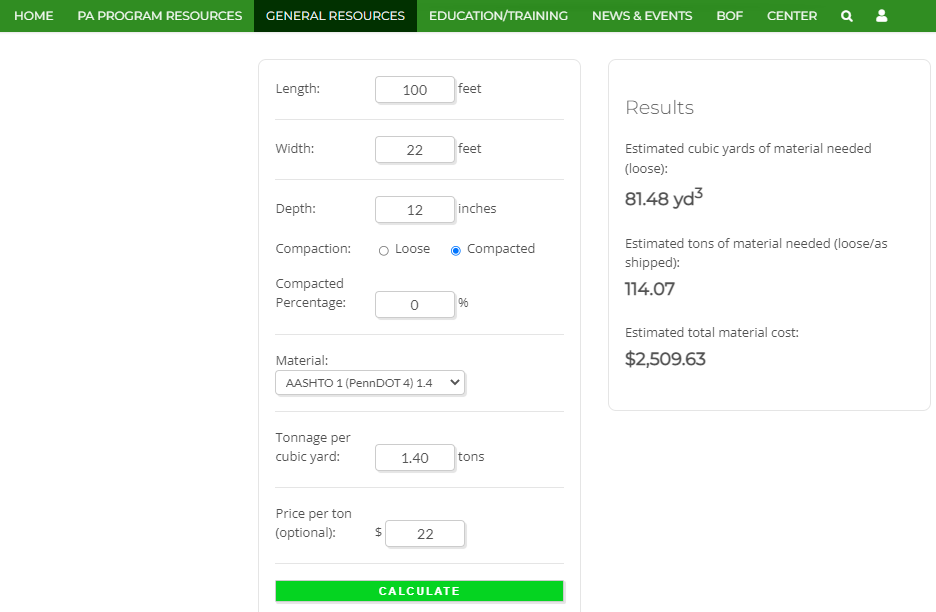 HOME PA PROGRAM RESOURCES GENERAL RESOURCES EDUCATION/TRAINING NEWS & EVENTS BOF CENTER
Length: 100 feet
Width: 22 feet
Depth: 12 inches
Compaction: Loose Compacted
Compacted
Percentage: 0 %
Material:
AASHTO 1 (PennDOT 4) 1.4
Tonnage per
cubic yard: 1.40 tons
Price per ton
(optional): $ 22
CALCULATE
Results
Estimated cubic yards of material needed
(loose):
81.48 yd³
Estimated tons of material needed (loose/as
shipped):
114.07
Estimated total material cost:
$2,509.63